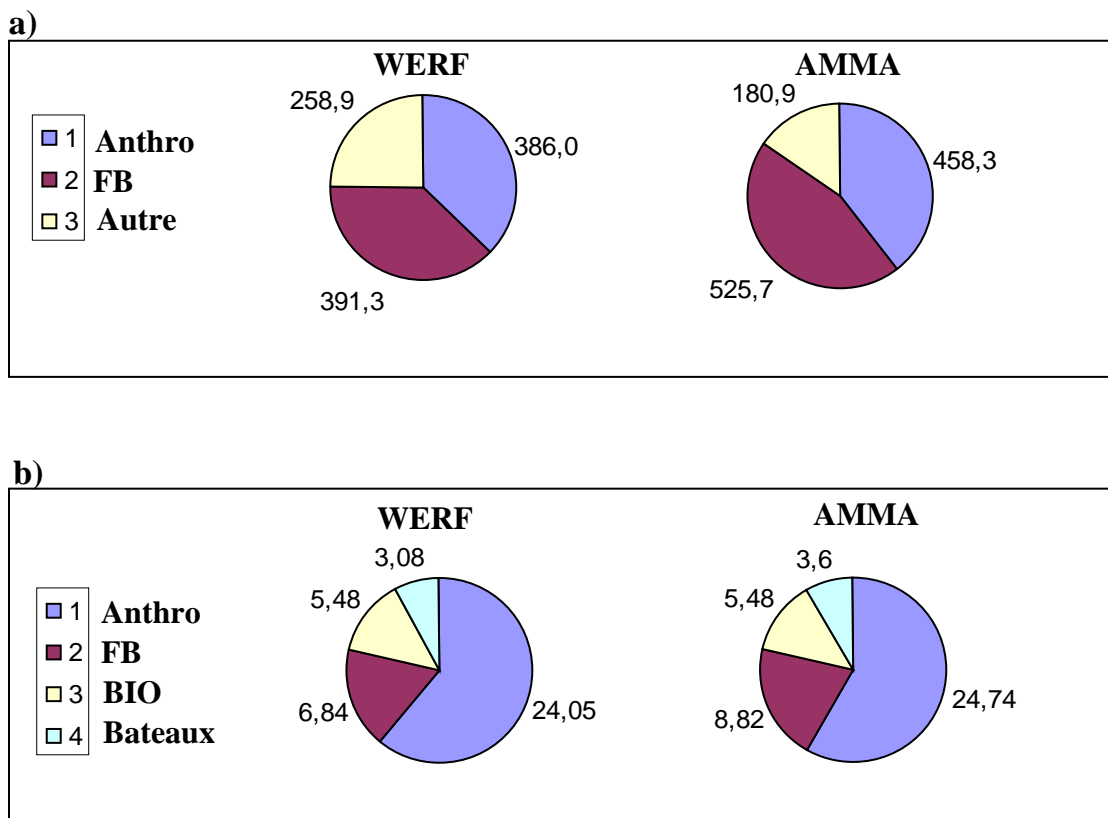 a)
WERF
AMMA
1 Anthro
2 FB
3 Autre
258,9
386,0
391,3
180,9
458,3
525,7
b)
WERF
AMMA
1 Anthro
2 FB
3 BIO
4 Bateaux
3,08
5,48
6,84
24,05
3,6
5,48
8,82
24,74